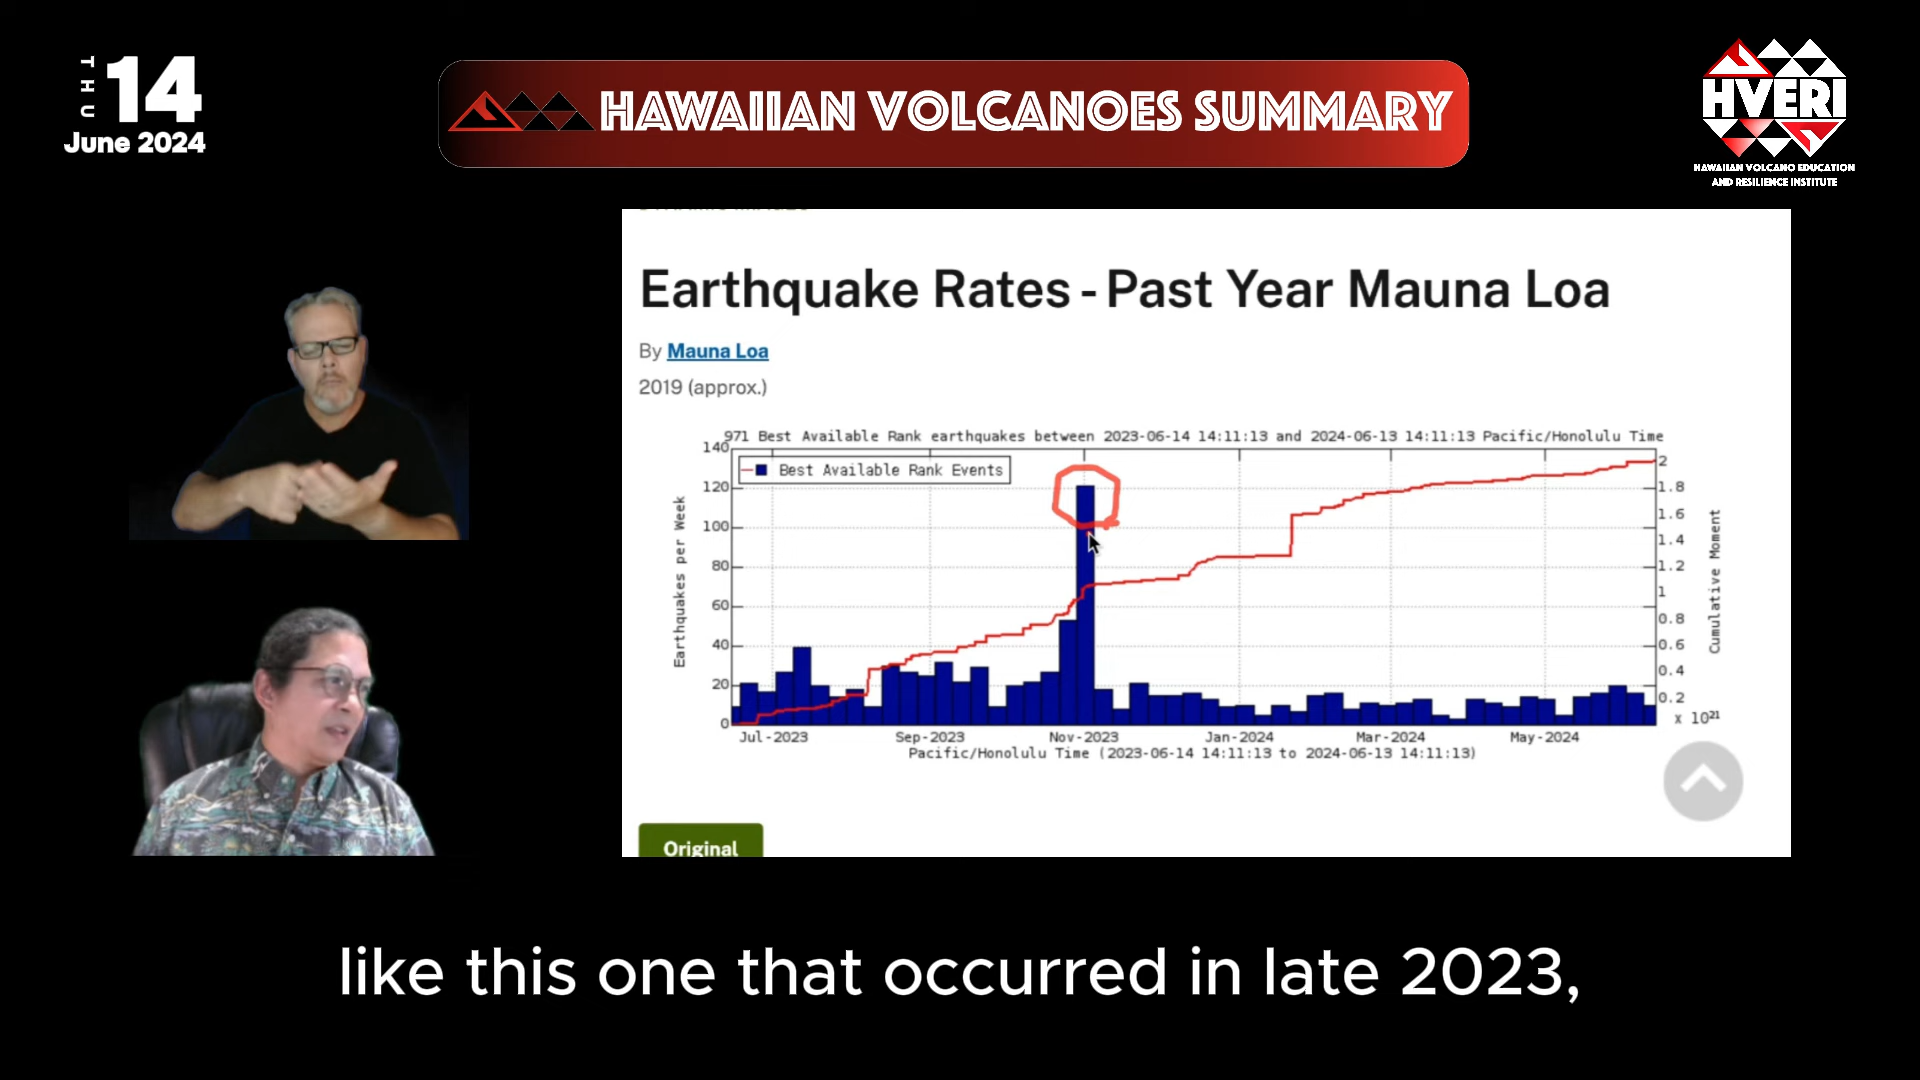 THU
14
June 2024
HAWAIIAN VOLCANOES SUMMARY
HVERI
HAWAIIAN VOLCANO EDUCATION
AND RESILIENCE INSTITUTE
Earthquake Rates - Past Year Mauna Loa
By Mauna Loa
2019 (approx.)
971 Best Available Rank earthquakes between 2023-06-14 14:11:13 and 2024-06-13 14:11:13 Pacific/Honolulu Time
Best Available Rank Events
Earthquakes per Week
140
120
100
80
60
40
20
0
2
1.8
1.6
1.4
1.2
1
0.8
0.6
0.4
0.2
x 10²¹
Cumulative Moment
Jul-2023 Sep-2023 Nov-2023 Jan-2024 Mar-2024 May-2024
Pacific/Honolulu Time (2023-06-14 14:11:13 to 2024-06-13 14:11:13)
Original
like this one that occurred in late 2023,